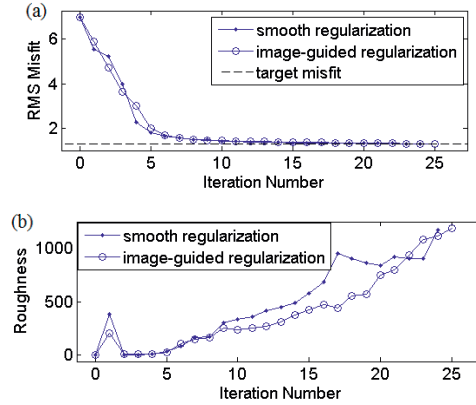 (a)
RMS Misfit
6
4
2
smooth regularization
image-guided regularization
target misfit
0 5 10 15 20 25
Iteration Number
(b)
Roughness
1000
500
0
smooth regularization
image-guided regularization
0 5 10 15 20 25
Iteration Number